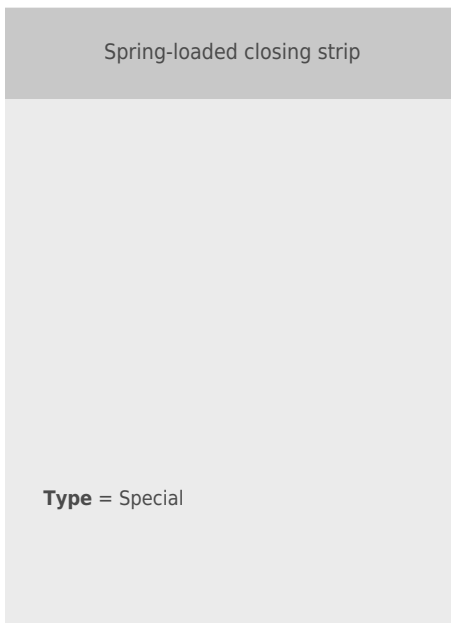 Spring-loaded closing strip
Type = Special